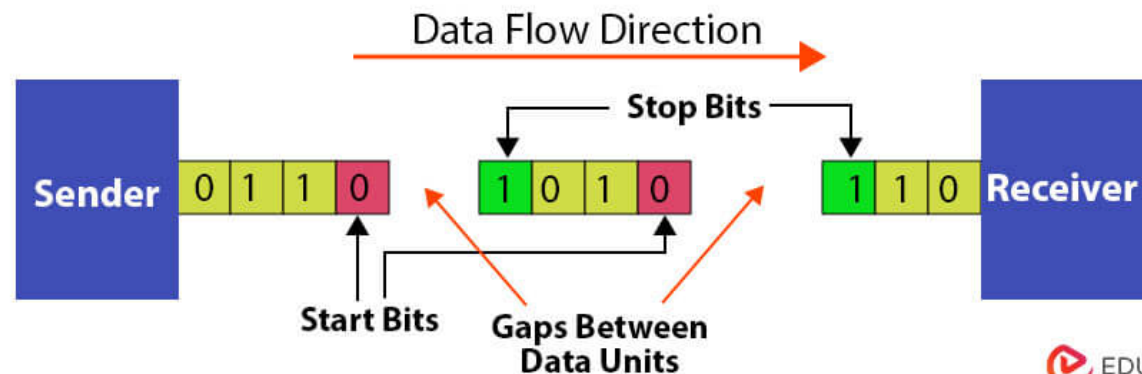 Data Flow Direction
Stop Bits
Sender
0 1 1 0
1 0 1 0
1 1 0
Receiver
Start Bits
Gaps Between
Data Units
EDU